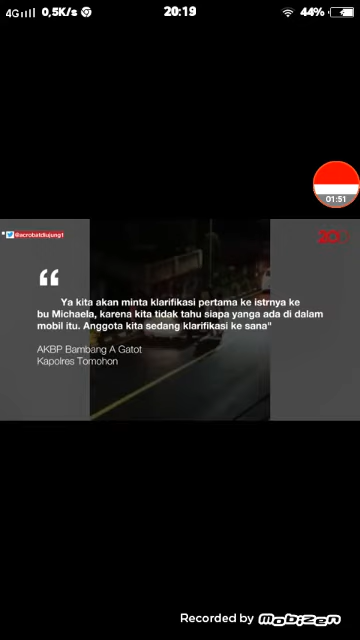 4G 0,5K/s 20:19 44%
01:51
@acrobatdiujung1
20
“
Ya kita akan minta klarifikasi pertama ke istrnya ke
bu Michaela, karena kita tidak tahu siapa yanga ada di dalam
mobil itu. Anggota kita sedang klarifikasi ke sana"
AKBP Bambang A Gatot
Kapolres Tomohon
Recorded by mobizen